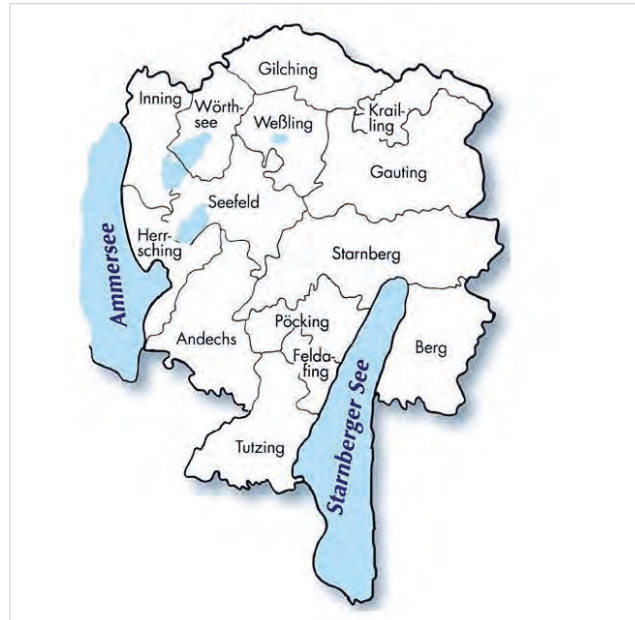 Gilching
Inning
Wörth-
see
Weßling
Krail-
ling
Gauting
Seefeld
Herr-
sching
Starnberg
Ammersee
Andechs
Pöcking
Berg
Felda-
fing
Tutzing
Starnberger See